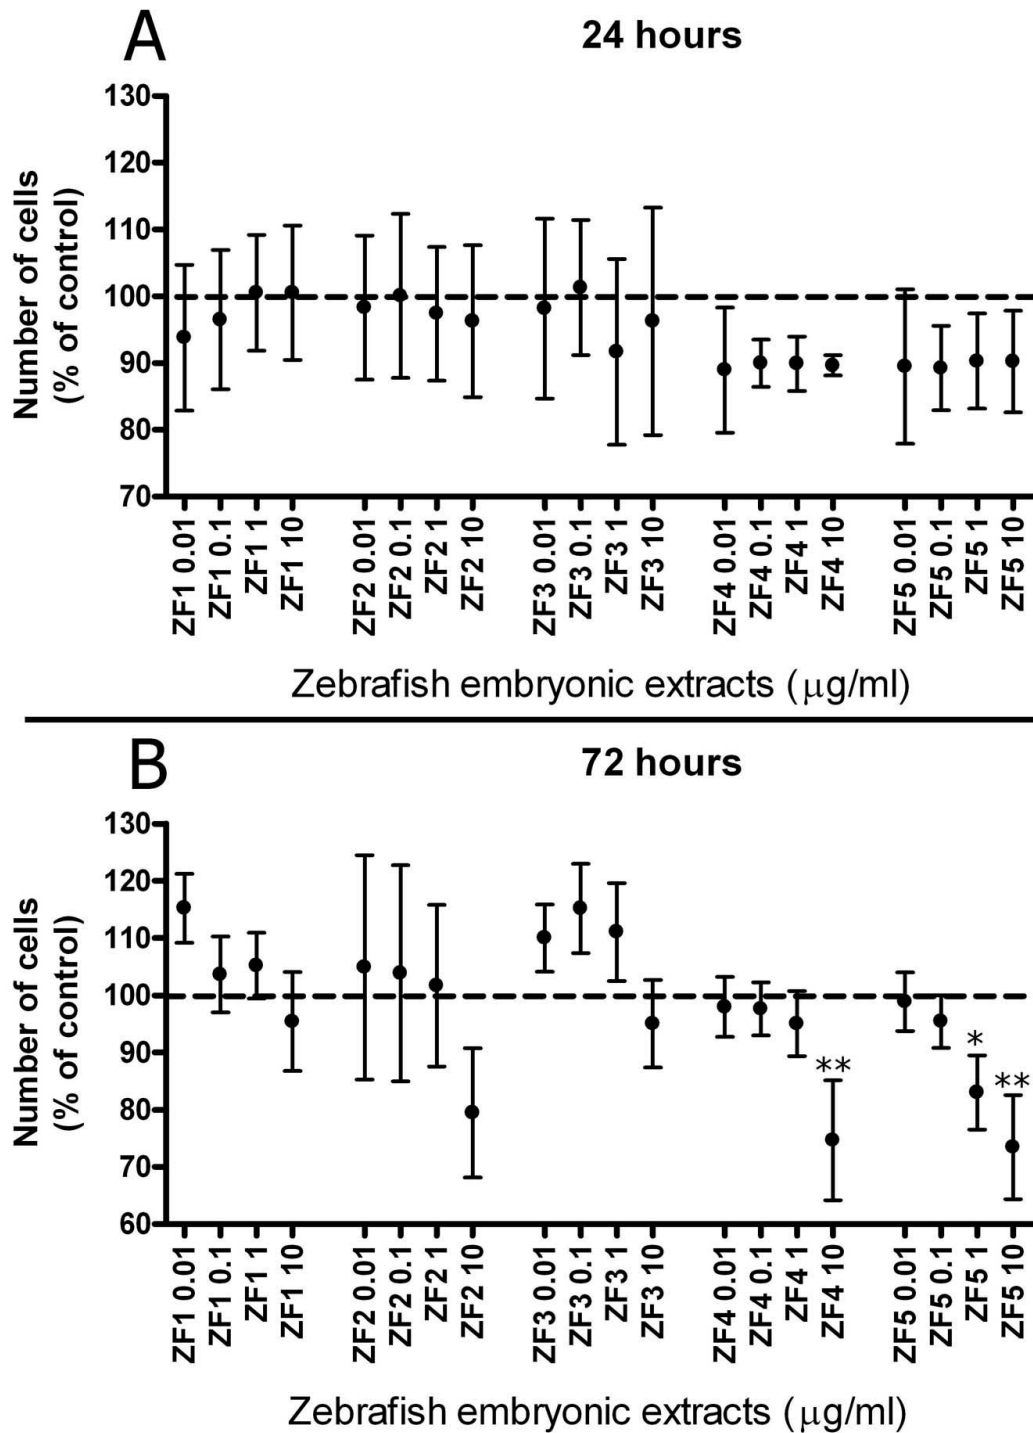 A
24 hours
Number of cells
(% of control)
130
120
110
100
90
80
70
ZF1 0.01
ZF1 0.1
ZF1 1
ZF1 10
ZF2 0.01
ZF2 0.1
ZF2 1
ZF2 10
ZF3 0.01
ZF3 0.1
ZF3 1
ZF3 10
ZF4 0.01
ZF4 0.1
ZF4 1
ZF4 10
ZF5 0.01
ZF5 0.1
ZF5 1
ZF5 10
Zebrafish embryonic extracts (μg/ml)
B
72 hours
Number of cells
(% of control)
130
120
110
100
90
80
70
60
**
*
**
ZF1 0.01
ZF1 0.1
ZF1 1
ZF1 10
ZF2 0.01
ZF2 0.1
ZF2 1
ZF2 10
ZF3 0.01
ZF3 0.1
ZF3 1
ZF3 10
ZF4 0.01
ZF4 0.1
ZF4 1
ZF4 10
ZF5 0.01
ZF5 0.1
ZF5 1
ZF5 10
Zebrafish embryonic extracts (μg/ml)